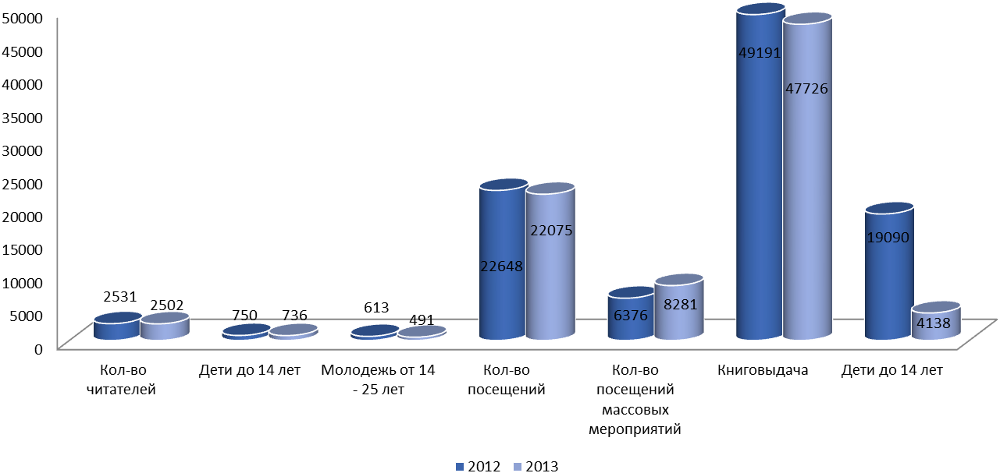 50000
45000
40000
35000
30000
25000
20000
15000
10000
5000
0
2531
2502
750
736
613
491
22648
22075
6376
8281
49191
47726
19090
4138
Кол-во
читателей
Дети до 14 лет
Молодежь от 14
- 25 лет
Кол-во
посещений
Кол-во
посещений
массовых
мероприятий
Книговыдача
Дети до 14 лет
2012
2013